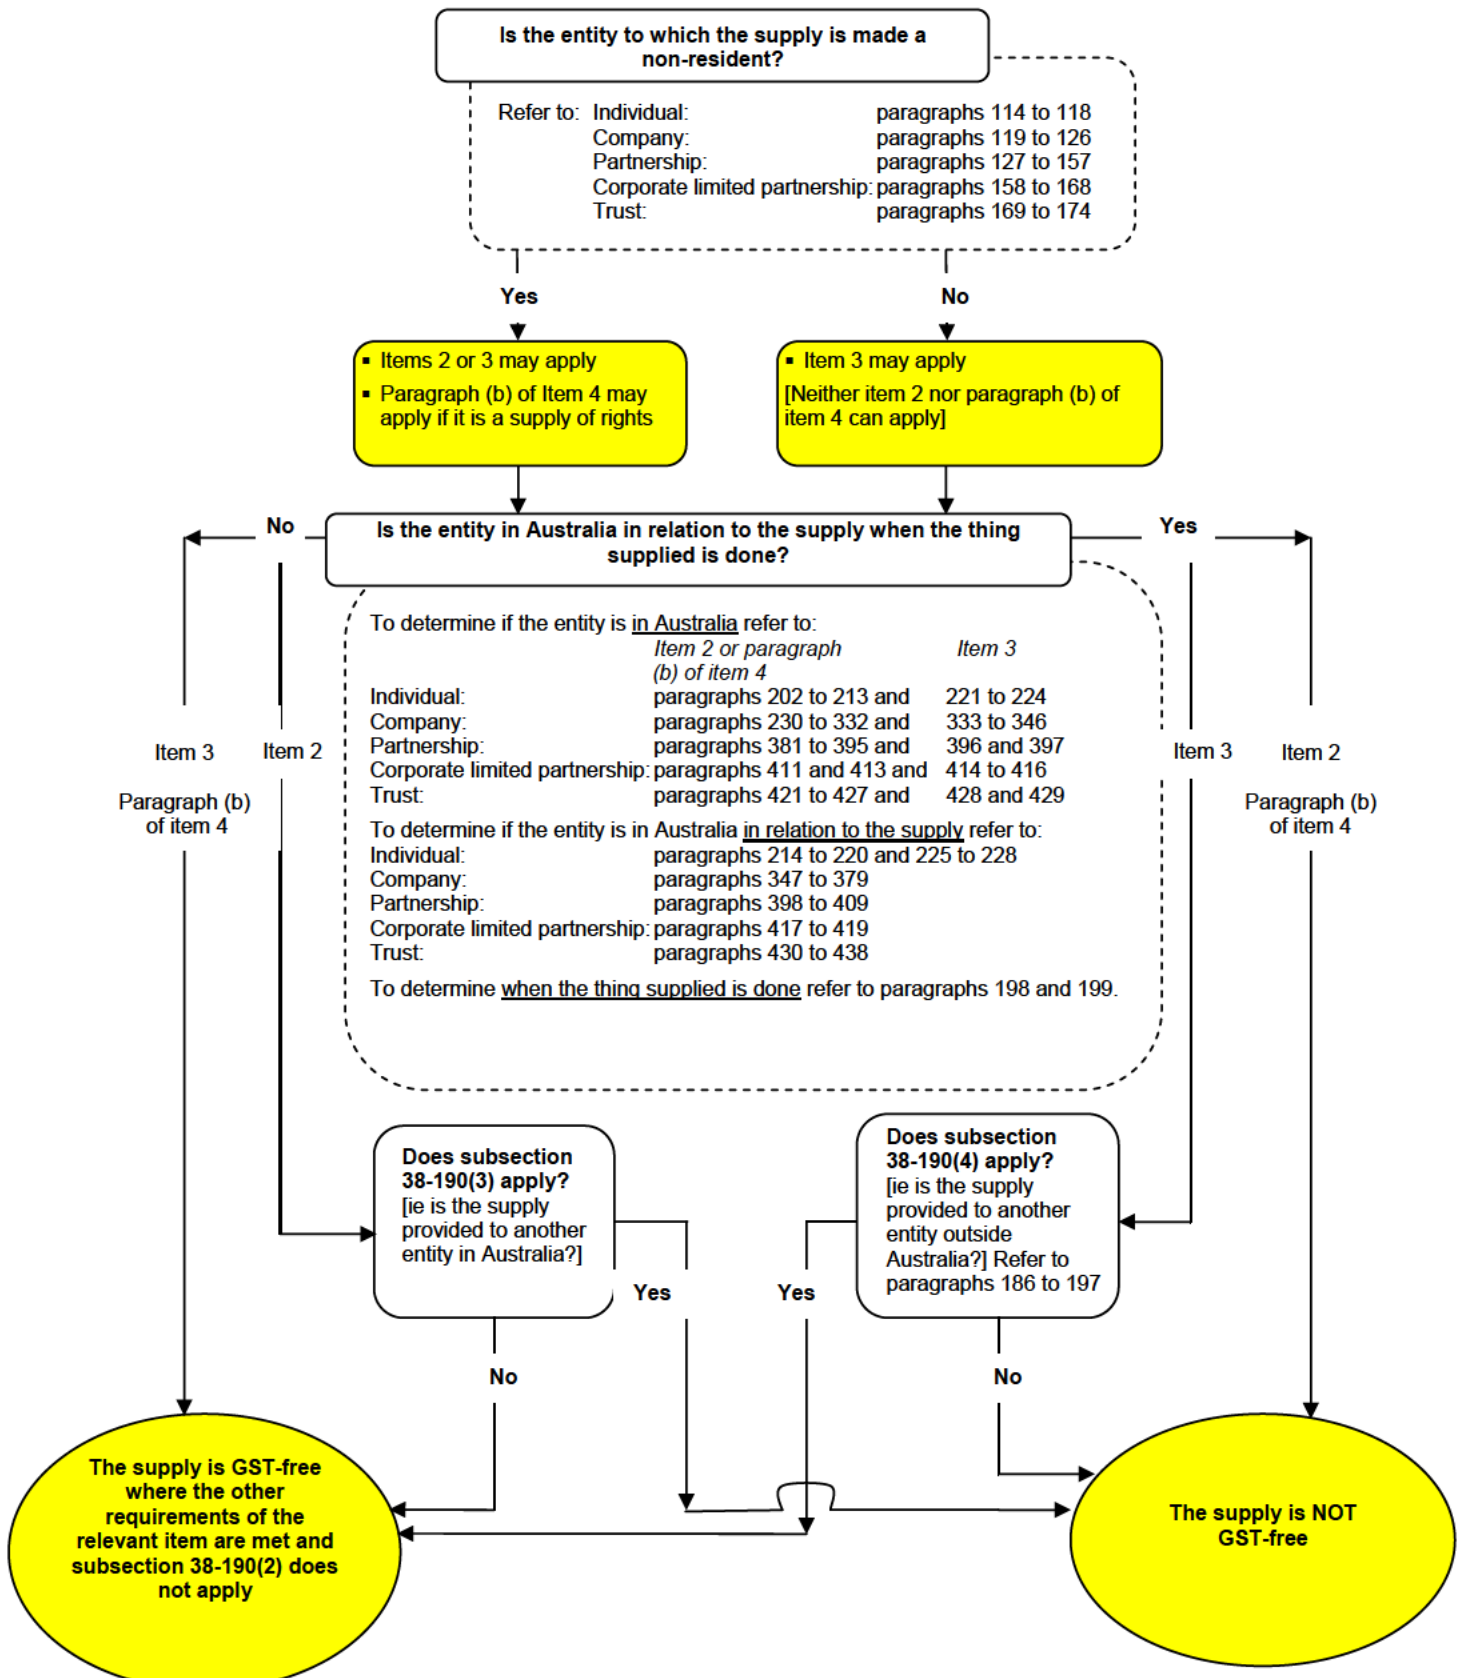 Is the entity to which the supply is made a
non-resident?
Refer to: Individual: paragraphs 114 to 118
Company: paragraphs 119 to 126
Partnership: paragraphs 127 to 157
Corporate limited partnership: paragraphs 158 to 168
Trust: paragraphs 169 to 174
Yes
No
▪ Items 2 or 3 may apply
▪ Paragraph (b) of Item 4 may
apply if it is a supply of rights
▪ Item 3 may apply
[Neither item 2 nor paragraph (b) of
item 4 can apply]
No
Is the entity in Australia in relation to the supply when the thing
supplied is done?
Yes
To determine if the entity is in Australia refer to:
Item 2 or paragraph Item 3
(b) of item 4
Individual: paragraphs 202 to 213 and 221 to 224
Company: paragraphs 230 to 332 and 333 to 346
Partnership: paragraphs 381 to 395 and 396 and 397
Corporate limited partnership: paragraphs 411 and 413 and 414 to 416
Trust: paragraphs 421 to 427 and 428 and 429
To determine if the entity is in Australia in relation to the supply refer to:
Individual: paragraphs 214 to 220 and 225 to 228
Company: paragraphs 347 to 379
Partnership: paragraphs 398 to 409
Corporate limited partnership: paragraphs 417 to 419
Trust: paragraphs 430 to 438
To determine when the thing supplied is done refer to paragraphs 198 and 199.
Item 3
Paragraph (b)
of item 4
Item 2
Item 3
Item 2
Paragraph (b)
of item 4
Does subsection
38-190(3) apply?
[ie is the supply
provided to another
entity in Australia?]
Does subsection
38-190(4) apply?
[ie is the supply
provided to another
entity outside
Australia?] Refer to
paragraphs 186 to 197
Yes
Yes
No
No
The supply is GST-free
where the other
requirements of the
relevant item are met and
subsection 38-190(2) does
not apply
The supply is NOT
GST-free